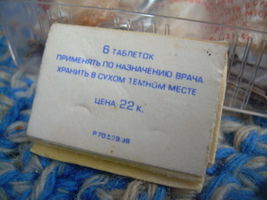 6 ТАБЛЕТОК
ПРИМЕНЯТЬ ПО НАЗНАЧЕНИЮ ВРАЧА
ХРАНИТЬ В СУХОМ ТЕМНОМ МЕСТЕ
ЦЕНА 22 К.